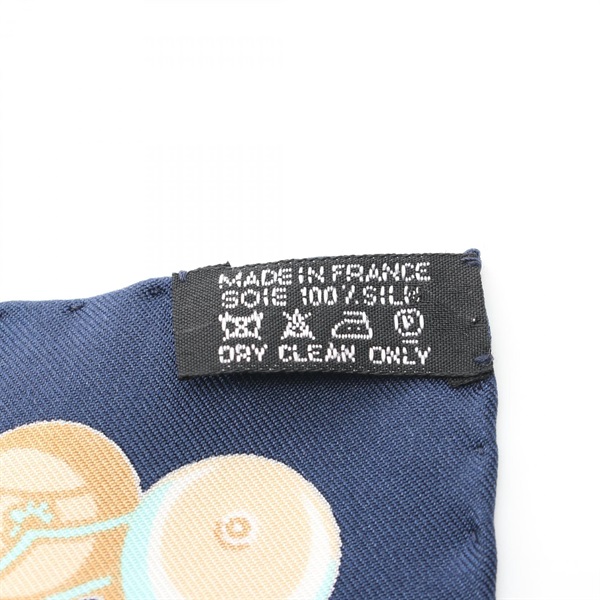 MADE IN FRANCE
SOIE 100% SILK
DRY CLEAN ONLY